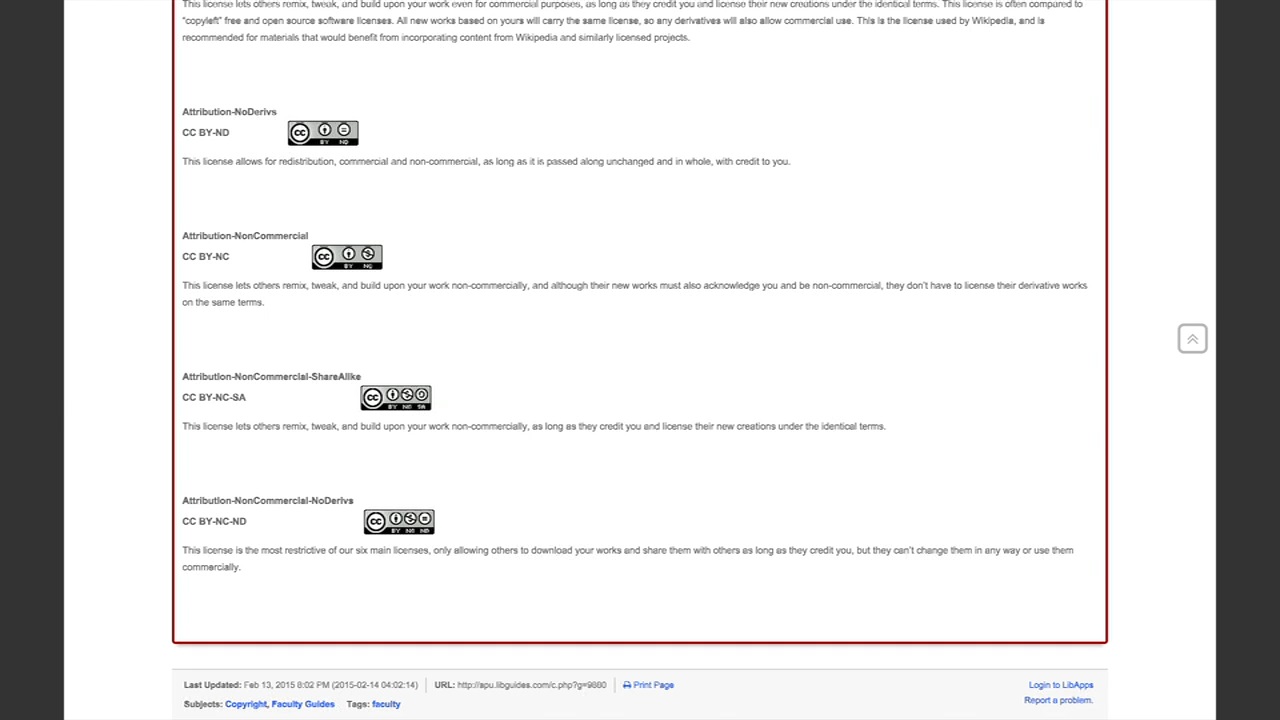 This license lets others remix, tweak, and build upon your work even for commercial purposes, as long as they credit you and license their new creations under the identical terms. This license is often compared to
"copyleft" free and open source software licenses. All new works based on yours will carry the same license, so any derivatives will also allow commercial use. This is the license used by Wikipedia, and is
recommended for materials that would benefit from incorporating content from Wikipedia and similarly licensed projects.
Attribution-NoDerivs
CC BY-ND
cc BY ND
This license allows for redistribution, commercial and non-commercial, as long as it is passed along unchanged and in whole, with credit to you.
Attribution-NonCommercial
CC BY-NC
cc BY NC
This license lets others remix, tweak, and build upon your work non-commercially, and although their new works must also acknowledge you and be non-commercial, they don't have to license their derivative works
on the same terms.
Attribution-NonCommercial-ShareAlike
CC BY-NC-SA
cc BY NC SA
This license lets others remix, tweak, and build upon your work non-commercially, as long as they credit you and license their new creations under the identical terms.
Attribution-NonCommercial-NoDerivs
CC BY-NC-ND
cc BY NC ND
This license is the most restrictive of our six main licenses, only allowing others to download your works and share them with others as long as they credit you, but they can't change them in any way or use them
commercially.
Last Updated: Feb 13, 2015 8:02 PM (2015-02-14 04:02:14) URL: http://apu.libguides.com/c.php?g=9880 Print Page Login to LibApps
Subjects: Copyright, Faculty Guides Tags: faculty Report a problem.